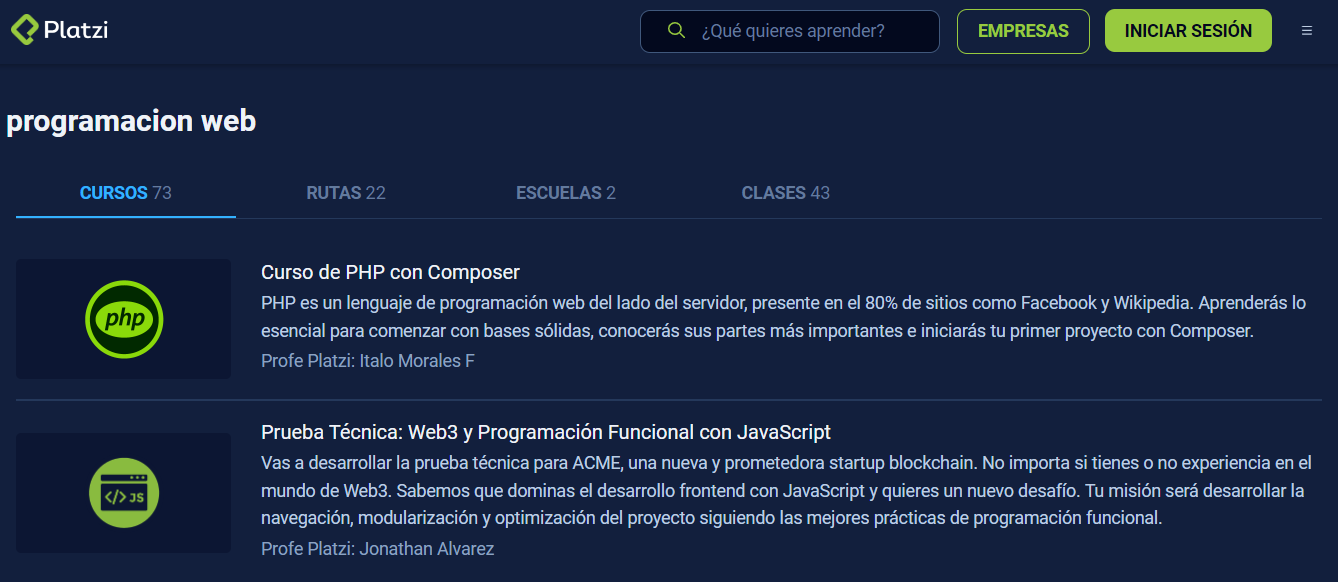 Platzi
¿Qué quieres aprender?
EMPRESAS
INICIAR SESIÓN
programacion web
CURSOS 73
RUTAS 22
ESCUELAS 2
CLASES 43
php
Curso de PHP con Composer
PHP es un lenguaje de programación web del lado del servidor, presente en el 80% de sitios como Facebook y Wikipedia. Aprenderás lo
esencial para comenzar con bases sólidas, conocerás sus partes más importantes e iniciarás tu primer proyecto con Composer.
Profe Platzi: Italo Morales F
</> JS
Prueba Técnica: Web3 y Programación Funcional con JavaScript
Vas a desarrollar la prueba técnica para ACME, una nueva y prometedora startup blockchain. No importa si tienes o no experiencia en el
mundo de Web3. Sabemos que dominas el desarrollo frontend con JavaScript y quieres un nuevo desafío. Tu misión será desarrollar la
navegación, modularización y optimización del proyecto siguiendo las mejores prácticas de programación funcional.
Profe Platzi: Jonathan Alvarez